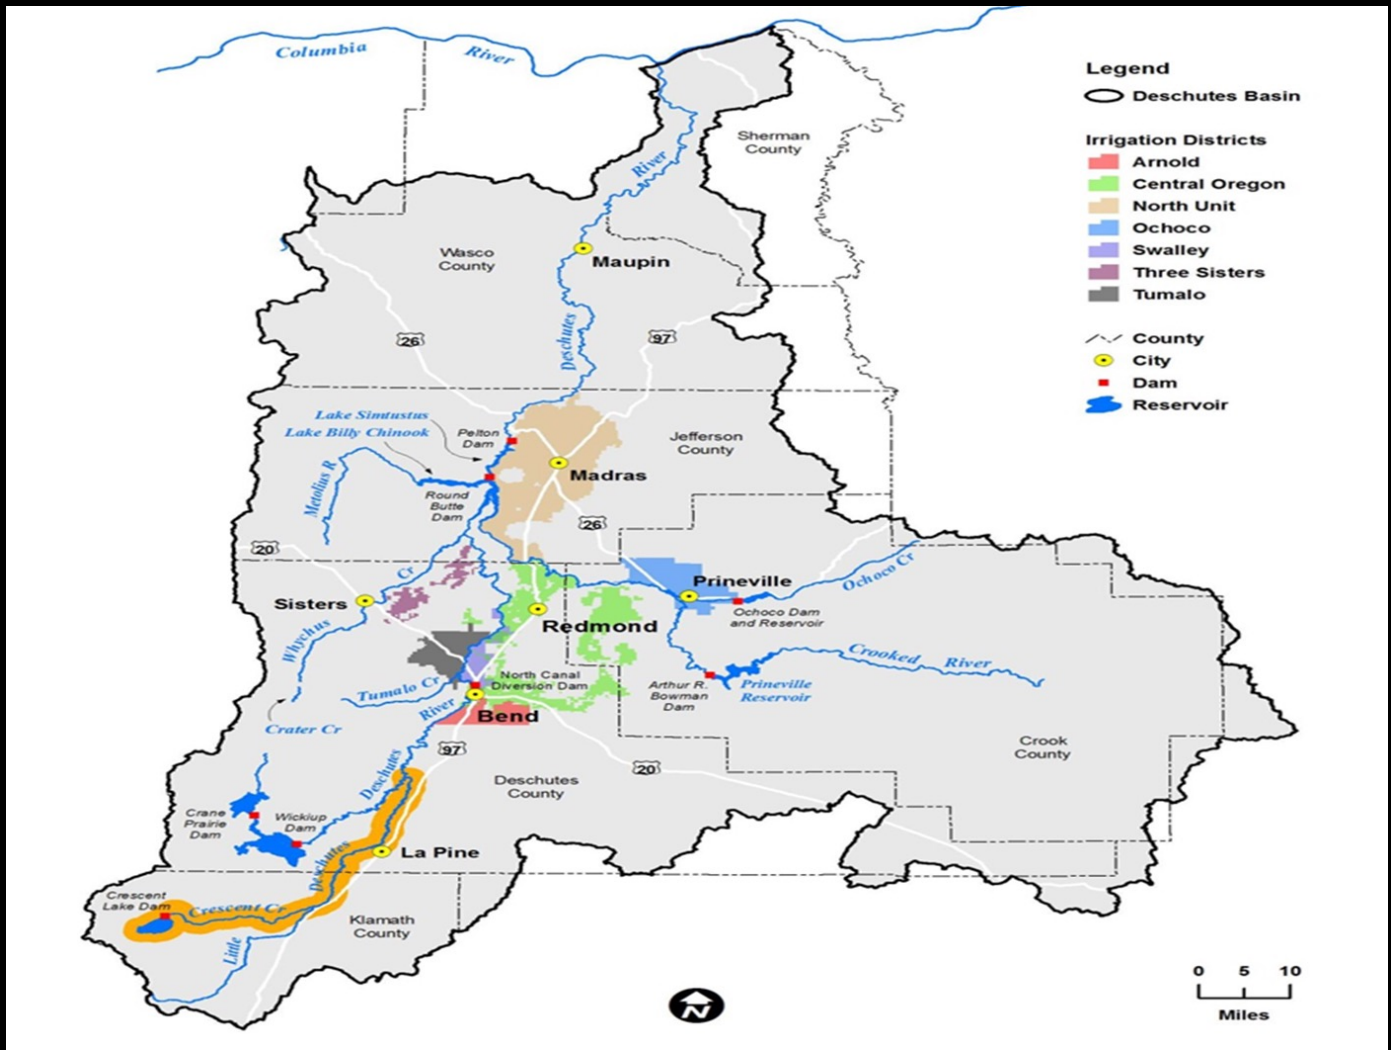 Columbia
River
Legend
Deschutes Basin
Sherman
County
Irrigation Districts
Arnold
Central Oregon
North Unit
Ochoco
Swalley
Three Sisters
Tumalo
County
City
Dam
Reservoir
River
Wasco
County
Maupin
Deschutes
26
97
Lake Simtustus
Lake Billy Chinook
Pelton
Dam
Jefferson
County
Madras
Metolius R
Round
Butte
Dam
26
20
Cr
Prineville
Ochoco Cr
Sisters
Ochoco Dam
and Reservoir
Redmond
Whychus
Crooked River
North Canal
Diversion Dam
Tumalo Cr
Arthur R.
Bowman
Dam
Prineville
Reservoir
River
Bend
Crater Cr
97
20
Crook
County
Deschutes
Deschutes
County
Crane
Prairie
Dam
Wickiup
Dam
La Pine
Deschutes
Crescent
Lake Dam
Crescent Cr
Klamath
County
Little
N
0 5 10
Miles